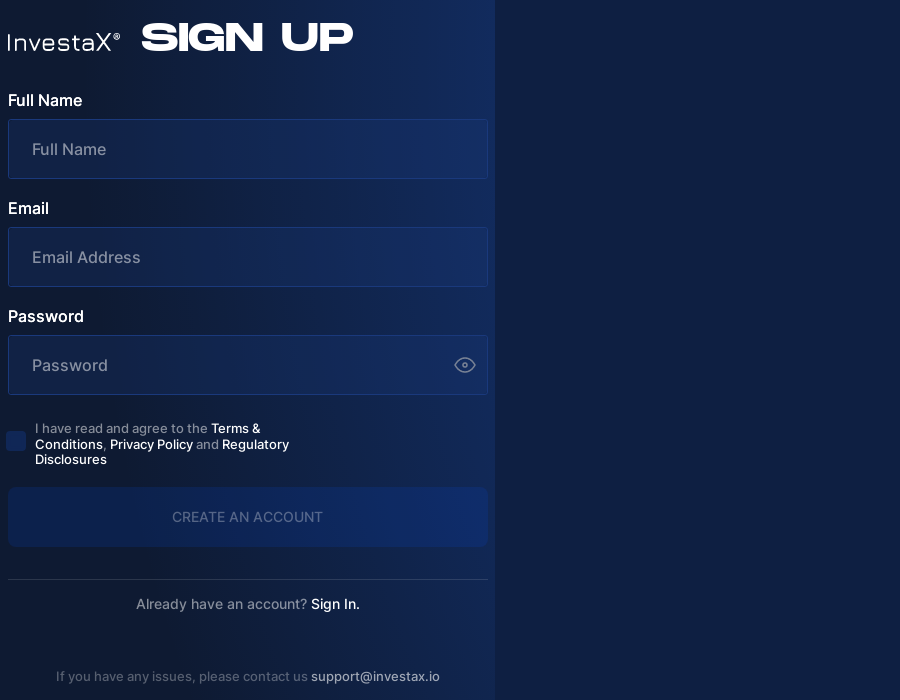 InvestaX® SIGN UP
Full Name
Full Name
Email
Email Address
Password
Password
I have read and agree to the Terms &
Conditions, Privacy Policy and Regulatory
Disclosures
CREATE AN ACCOUNT
Already have an account? Sign In.
If you have any issues, please contact us support@investax.io